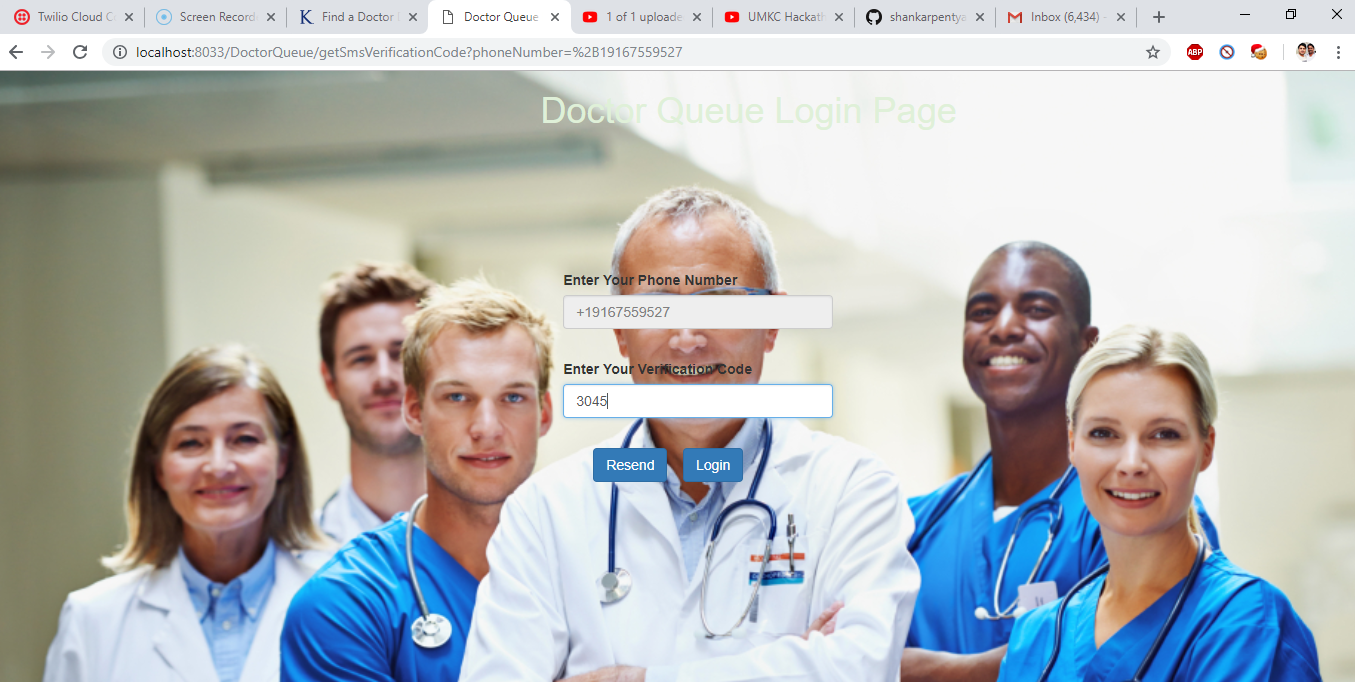 Twilio Cloud C
Screen Record
Find a Doctor
Doctor Queue
1 of 1 uploade
UMKC Hackath
shankarpentya
Inbox (6,434) -
localhost:8033/DoctorQueue/getSmsVerificationCode?phoneNumber=%2B19167559527
ABP
Doctor Queue Login Page
Enter Your Phone Number
+19167559527
Enter Your Verification Code
3045
Resend
Login